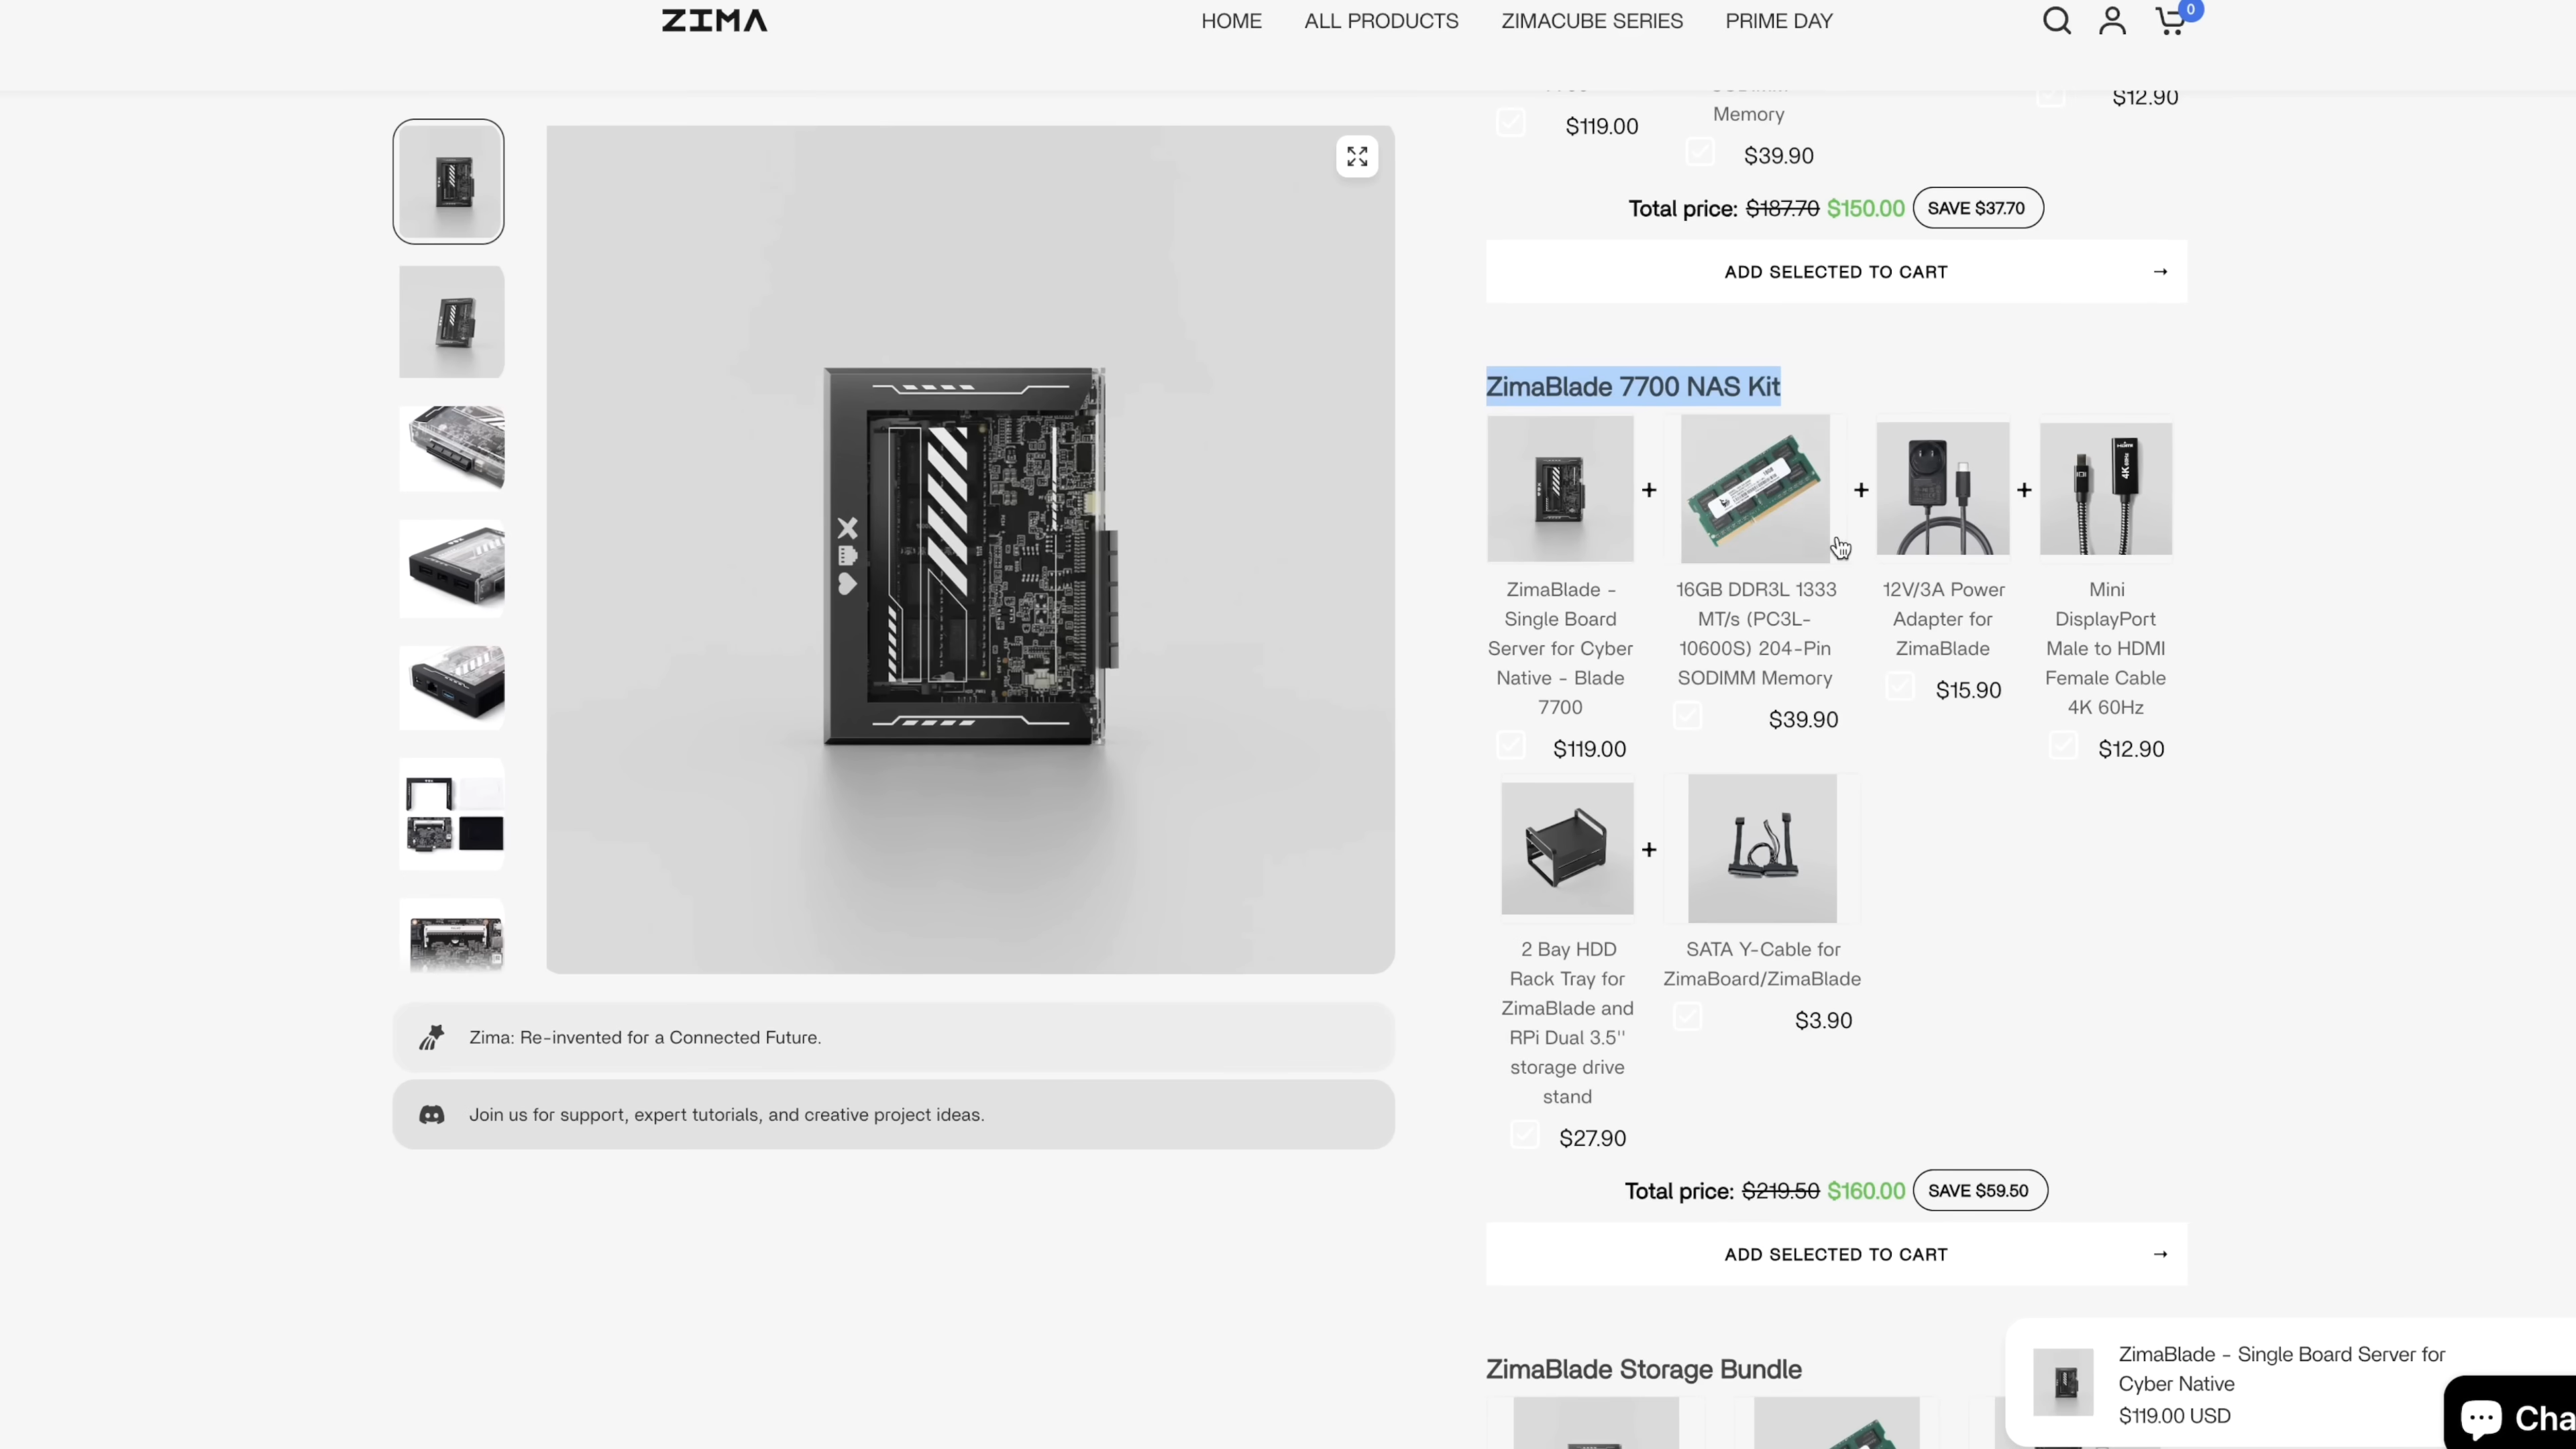 ZIMA
HOME ALL PRODUCTS ZIMACUBE SERIES PRIME DAY
0
Memory
$119.00
$39.90
$12.90
Total price: $187.70 $150.00 SAVE $37.70
ADD SELECTED TO CART →
ZimaBlade 7700 NAS Kit
+
+
+
ZimaBlade -
Single Board
Server for Cyber
Native - Blade
7700
$119.00
16GB DDR3L 1333
MT/s (PC3L-
10600S) 204-Pin
SODIMM Memory
$39.90
12V/3A Power
Adapter for
ZimaBlade
$15.90
4K
Mini
DisplayPort
Male to HDMI
Female Cable
4K 60Hz
$12.90
+
2 Bay HDD
Rack Tray for
ZimaBlade and
RPi Dual 3.5''
storage drive
stand
$27.90
SATA Y-Cable for
ZimaBoard/ZimaBlade
$3.90
Total price: $219.50 $160.00 SAVE $59.50
ADD SELECTED TO CART →
ZimaBlade Storage Bundle
Zima: Re-invented for a Connected Future.
Join us for support, expert tutorials, and creative project ideas.
ZimaBlade - Single Board Server for
Cyber Native
$119.00 USD
Cha